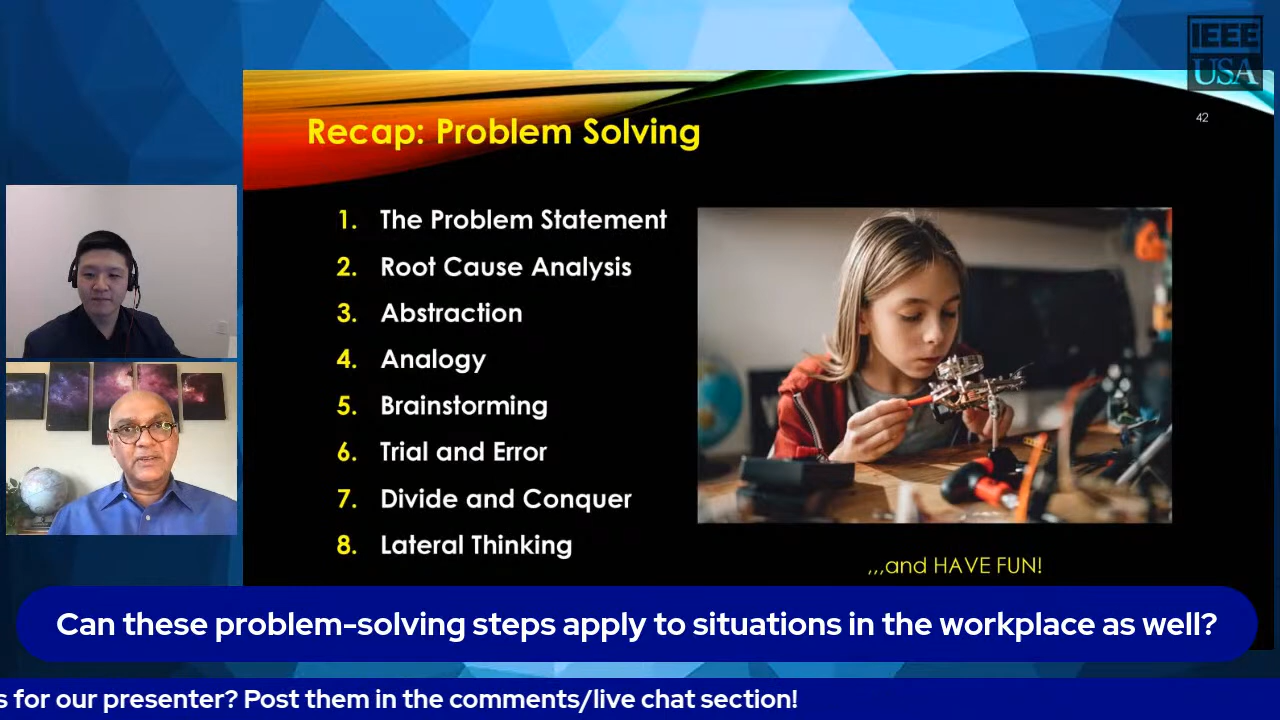 IEEE
USA
42
Recap: Problem Solving
1. The Problem Statement
2. Root Cause Analysis
3. Abstraction
4. Analogy
5. Brainstorming
6. Trial and Error
7. Divide and Conquer
8. Lateral Thinking
,,,and HAVE FUN!
Can these problem-solving steps apply to situations in the workplace as well?
s for our presenter? Post them in the comments/live chat section!